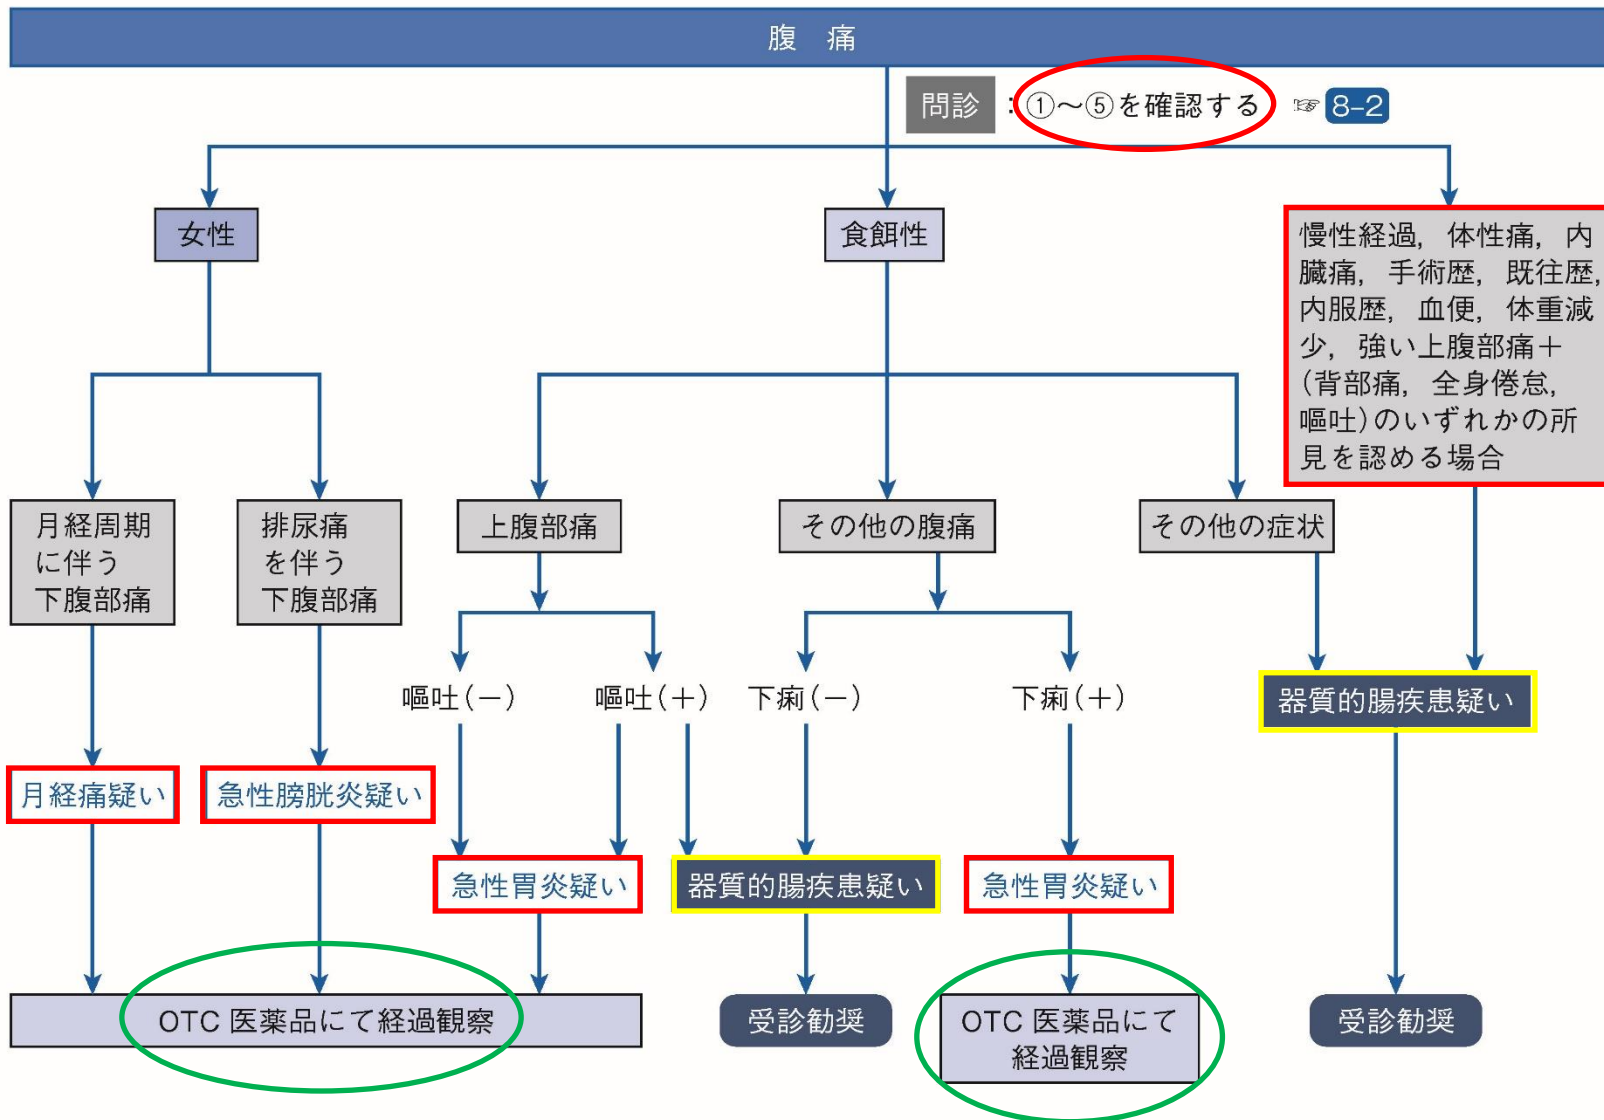 腹　痛
問診：①～⑤を確認する ☞ 8-2
女性
食餌性
慢性経過，体性痛，内
臓痛，手術歴，既往歴，
内服歴，血便，体重減
少，強い上腹部痛＋
(背部痛，全身倦怠，
嘔吐)のいずれかの所
見を認める場合
月経周期
に伴う
下腹部痛
排尿痛
を伴う
下腹部痛
上腹部痛
その他の腹痛
その他の症状
嘔吐(－)
嘔吐(＋)
下痢(－)
下痢(＋)
器質的腸疾患疑い
月経痛疑い
急性膀胱炎疑い
急性胃炎疑い
器質的腸疾患疑い
急性胃炎疑い
OTC 医薬品にて経過観察
受診勧奨
OTC 医薬品にて
経過観察
受診勧奨